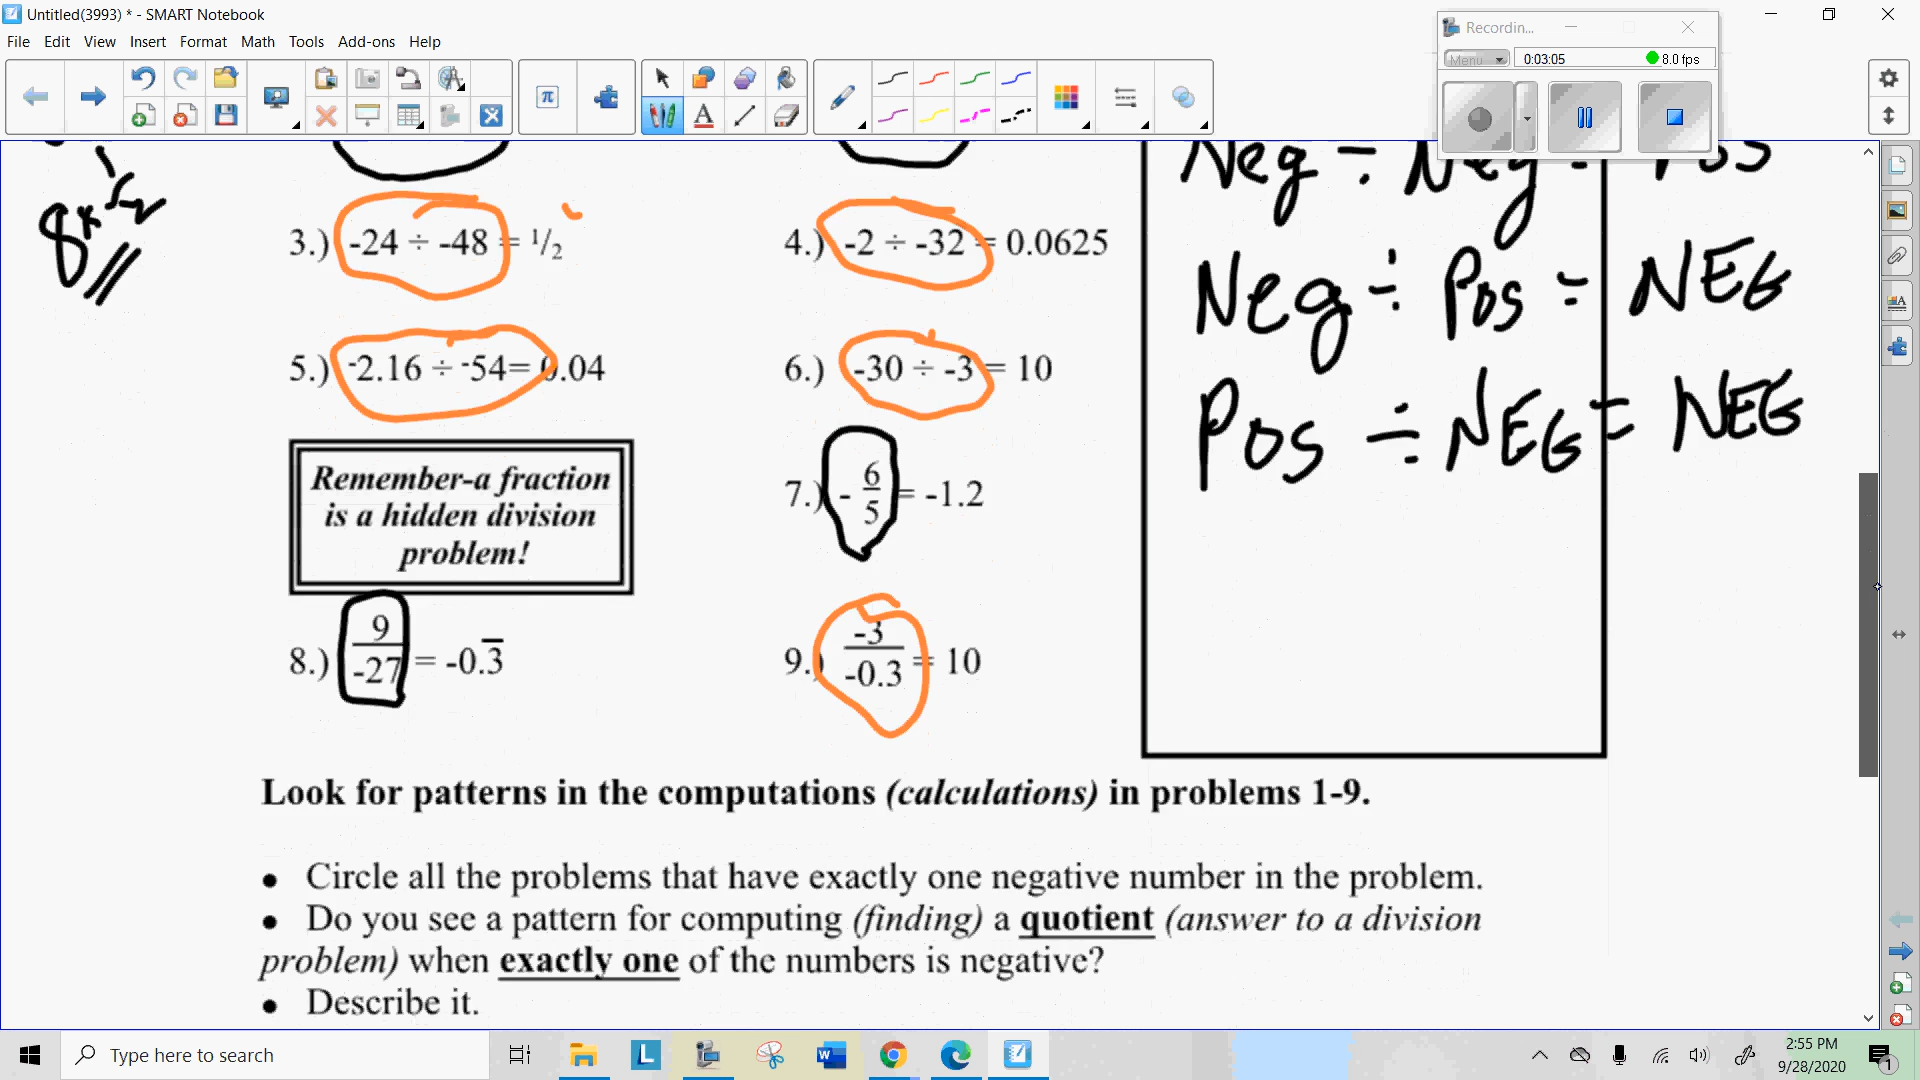 Untitled(3993) * - SMART Notebook
File Edit View Insert Format Math Tools Add-ons Help
Recordin...
Menu 0:03:05 8.0 fps
Neg ÷ Neg = Pos
3.) -24 ÷ -48 = 1/2
4.) -2 ÷ -32 = 0.0625
Neg ÷ Pos = NEG
5.) -2.16 ÷ -54= 0.04
6.) -30 ÷ -3 = 10
Pos ÷ NEG = NEG
Remember-a fraction
is a hidden division
problem!
7.) - 6/5 = -1.2
8.) 9/-27 = -0.3̅
9.) -3/-0.3 = 10
Look for patterns in the computations (calculations) in problems 1-9.
• Circle all the problems that have exactly one negative number in the problem.
• Do you see a pattern for computing (finding) a quotient (answer to a division
problem) when exactly one of the numbers is negative?
• Describe it.
Type here to search
2:55 PM
9/28/2020
1